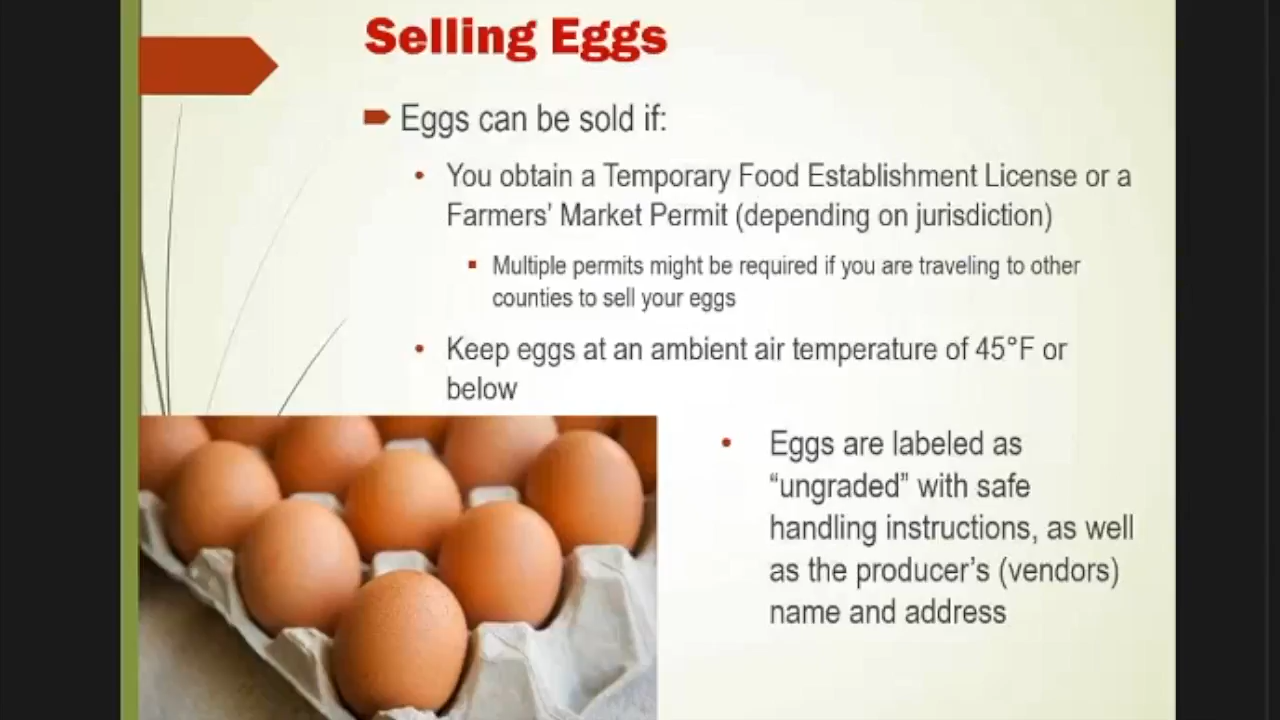 Selling Eggs
Eggs can be sold if:
You obtain a Temporary Food Establishment License or a
Farmers' Market Permit (depending on jurisdiction)
Multiple permits might be required if you are traveling to other
counties to sell your eggs
Keep eggs at an ambient air temperature of 45°F or
below
Eggs are labeled as
“ungraded” with safe
handling instructions, as well
as the producer's (vendors)
name and address